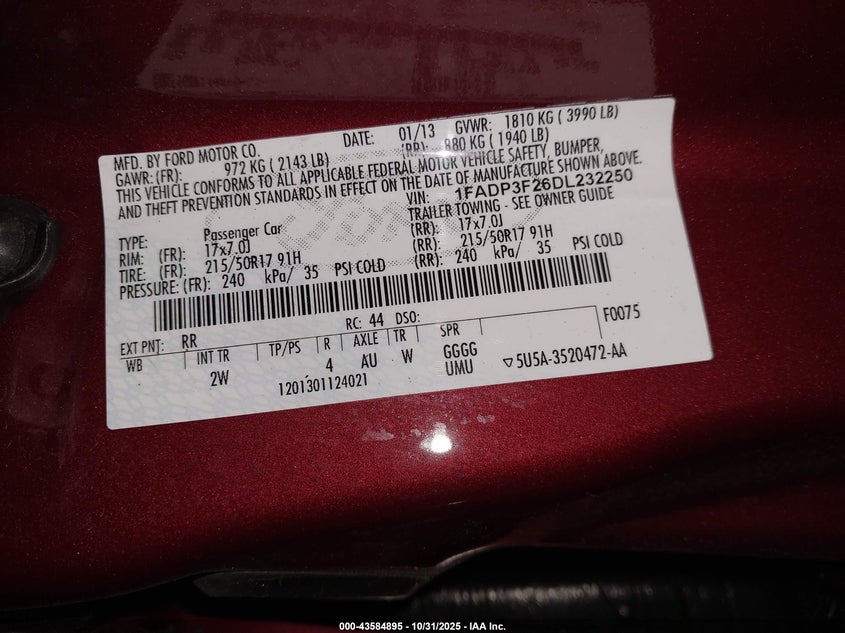 MFD. BY FORD MOTOR CO. DATE: 01/13 GVWR: 1810 KG ( 3990 LB)
GAWR: (FR): 972 KG ( 2143 LB) (RR): 880 KG ( 1940 LB)
THIS VEHICLE CONFORMS TO ALL APPLICABLE FEDERAL MOTOR VEHICLE SAFETY, BUMPER,
AND THEFT PREVENTION STANDARDS IN EFFECT ON THE DATE OF MANUFACTURE SHOWN ABOVE.
VIN: 1FADP3F26DL232250
TYPE: Passenger Car TRAILER TOWING - SEE OWNER GUIDE
RIM: (FR): 17x7.0J (RR): 17x7.0J
TIRE: (FR): 215/50R17 91H (RR): 215/50R17 91H
PRESSURE: (FR): 240 kPa/ 35 PSI COLD (RR): 240 kPa/ 35 PSI COLD
EXT PNT: RR RC: 44 DSO: F0075
WB INT TR TP/PS R AXLE TR SPR
2W 4 AU W GGGG
UMU
1201301124021
▽ 5U5A-3520472-AA
000-43584895 - 10/31/2025 - IAA Inc.